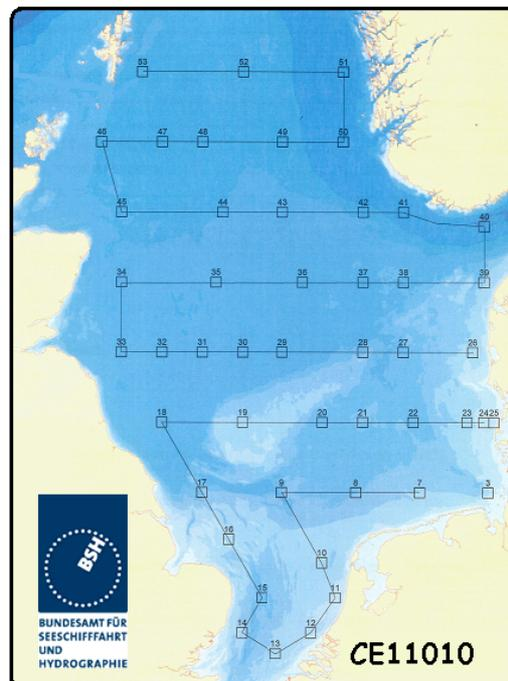 53 52 51
46 47 48 49 50
45 44 43 42 41
40
34 35 36 37 38 39
33 32 31 30 29 28 27 26
18 19 20 21 22 23 24 25
17 9 8 7 3
16
10
15 11
14 12
13
BSH
BUNDESAMT FÜR
SEESCHIFFFAHRT
UND
HYDROGRAPHIE
CE11010